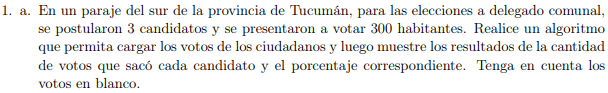 1. a. En un paraje del sur de la provincia de Tucumán, para las elecciones a delegado comunal,
se postularon 3 candidatos y se presentaron a votar 300 habitantes. Realice un algoritmo
que permita cargar los votos de los ciudadanos y luego muestre los resultados de la cantidad
de votos que sacó cada candidato y el porcentaje correspondiente. Tenga en cuenta los
votos en blanco.